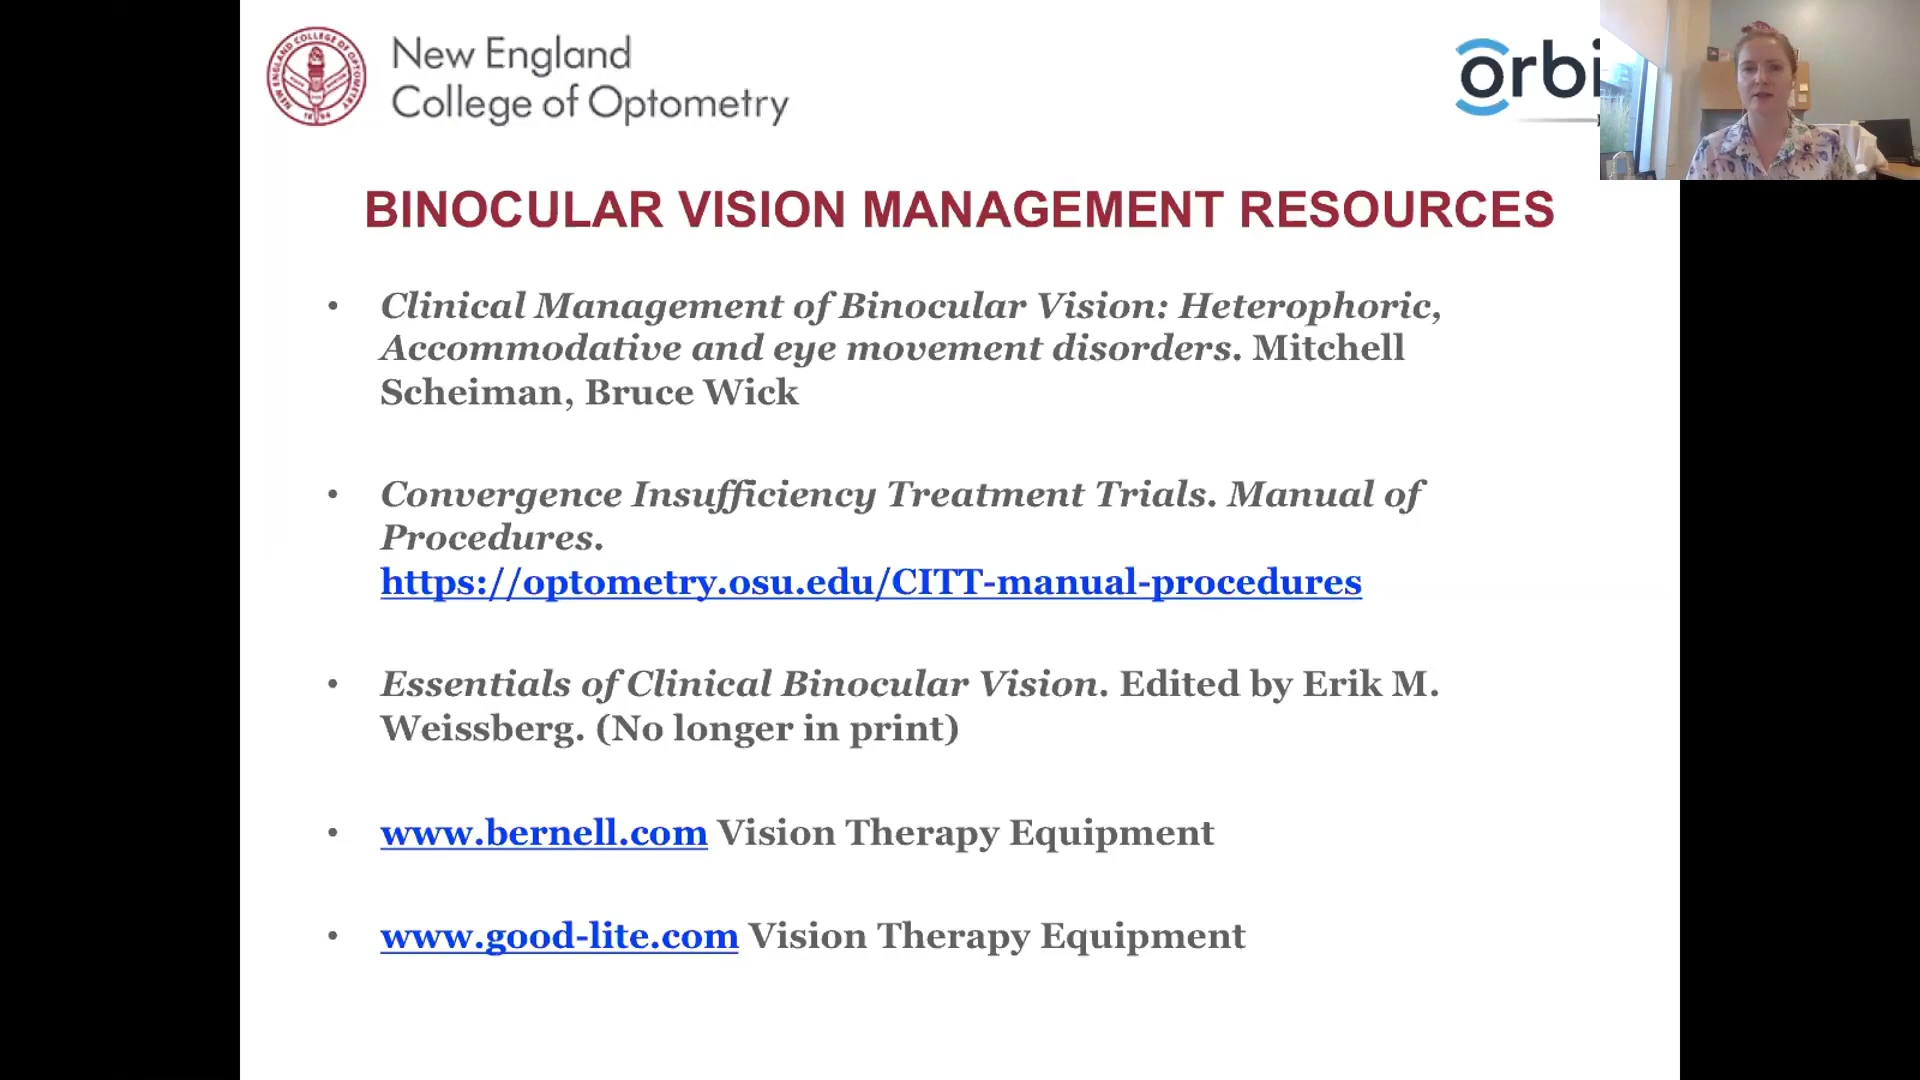 New England
College of Optometry
orbi
BINOCULAR VISION MANAGEMENT RESOURCES
• Clinical Management of Binocular Vision: Heterophoric,
Accommodative and eye movement disorders. Mitchell
Scheiman, Bruce Wick
• Convergence Insufficiency Treatment Trials. Manual of
Procedures.
https://optometry.osu.edu/CITT-manual-procedures
• Essentials of Clinical Binocular Vision. Edited by Erik M.
Weissberg. (No longer in print)
• www.bernell.com Vision Therapy Equipment
• www.good-lite.com Vision Therapy Equipment